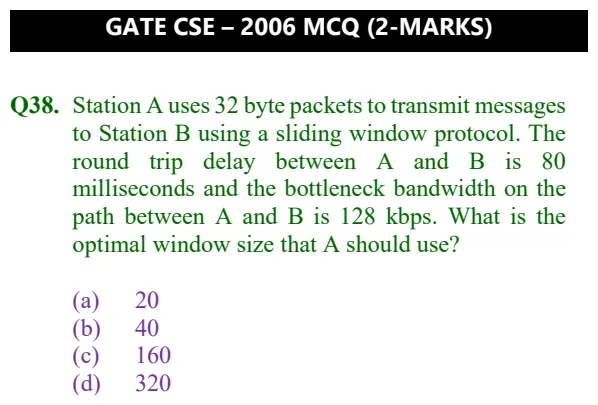 GATE CSE – 2006 MCQ (2-MARKS)
Q38. Station A uses 32 byte packets to transmit messages
to Station B using a sliding window protocol. The
round trip delay between A and B is 80
milliseconds and the bottleneck bandwidth on the
path between A and B is 128 kbps. What is the
optimal window size that A should use?
(a) 20
(b) 40
(c) 160
(d) 320